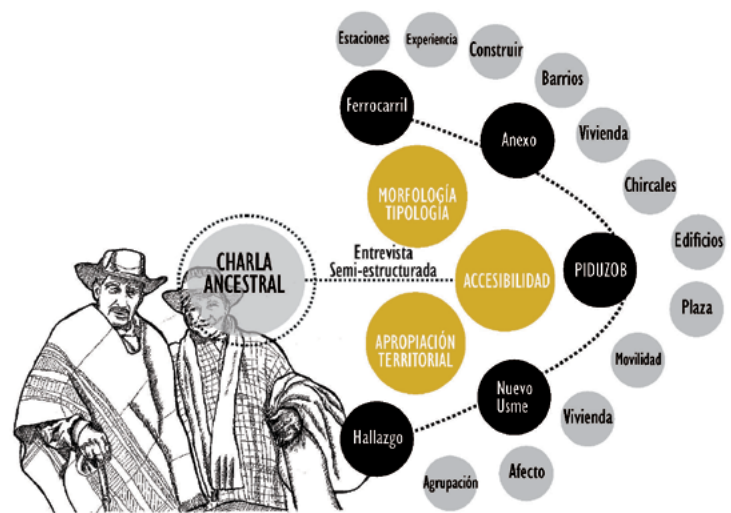 Estaciones
Experiencia
Construir
Barrios
Vivienda
Chircales
Edificios
Plaza
Movilidad
Vivienda
Afecto
Agrupación
Ferrocarril
Anexo
PIDUZOB
Nuevo
Usme
Hallazgo
MORFOLOGÍA
TIPOLOGÍA
ACCESIBILIDAD
APROPIACIÓN
TERRITORIAL
Entrevista
Semi-estructurada
CHARLA
ANCESTRAL